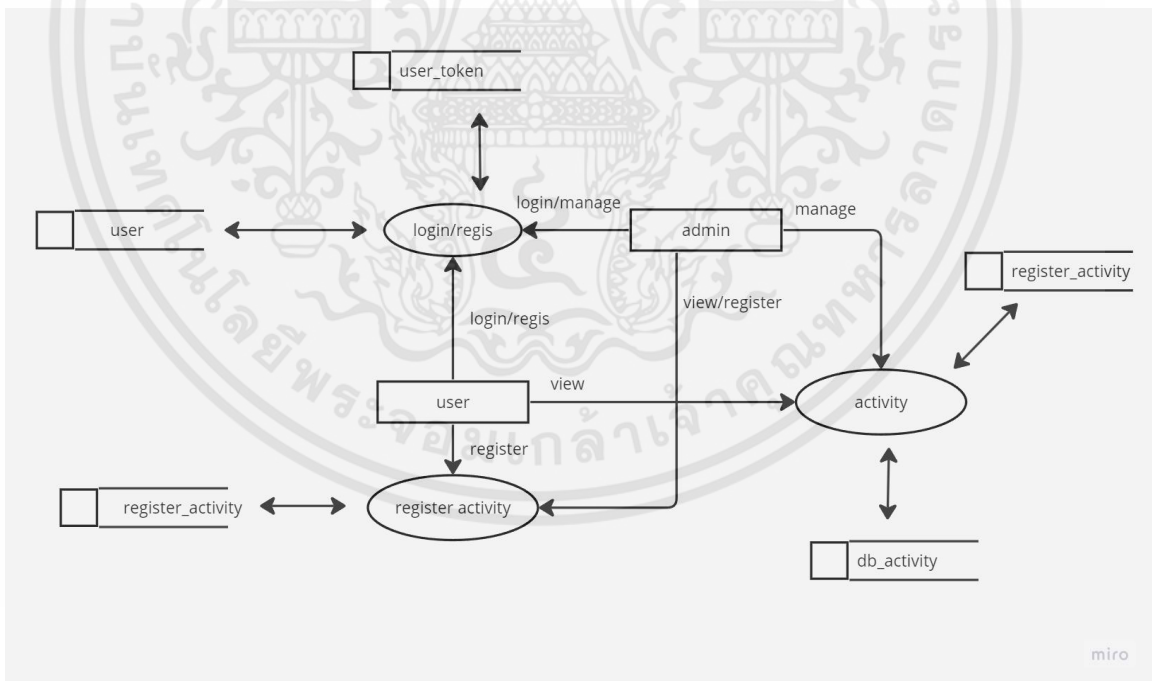 user_token
login/manage
manage
user
login/regis
admin
register_activity
view/register
login/regis
view
user
activity
register
register_activity
register activity
db_activity
miro